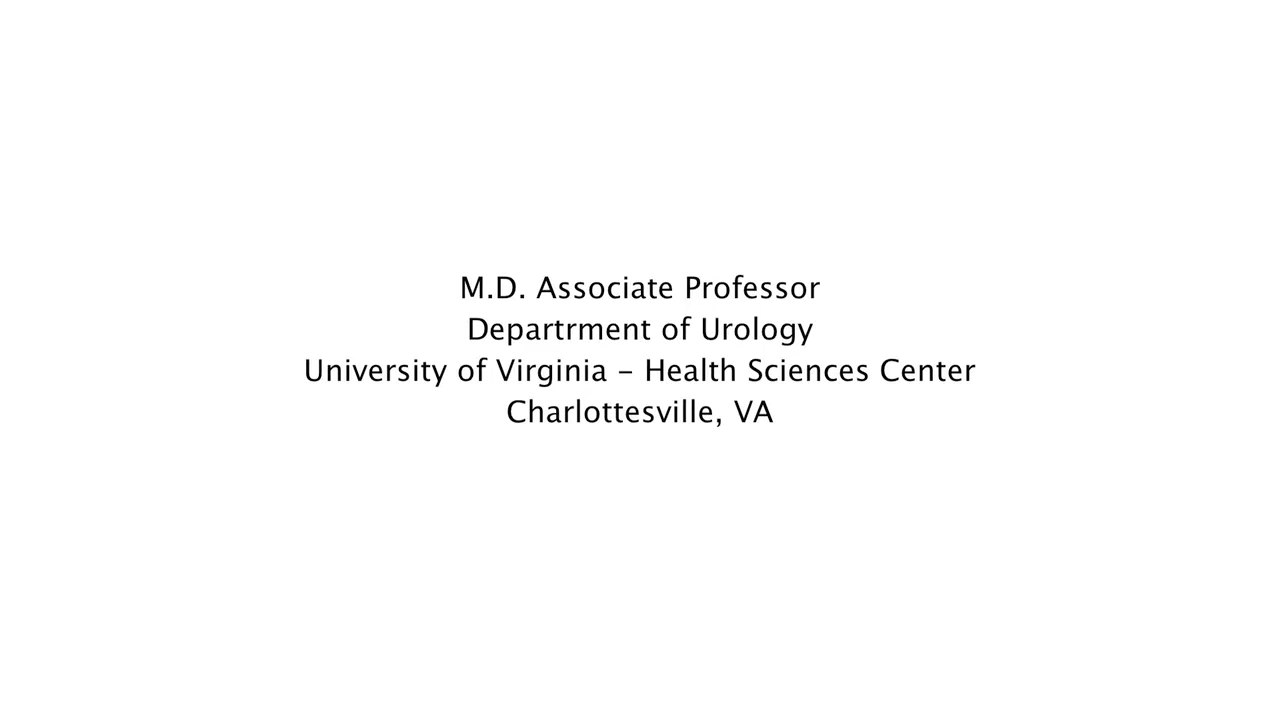 M.D. Associate Professor
Departrment of Urology
University of Virginia – Health Sciences Center
Charlottesville, VA